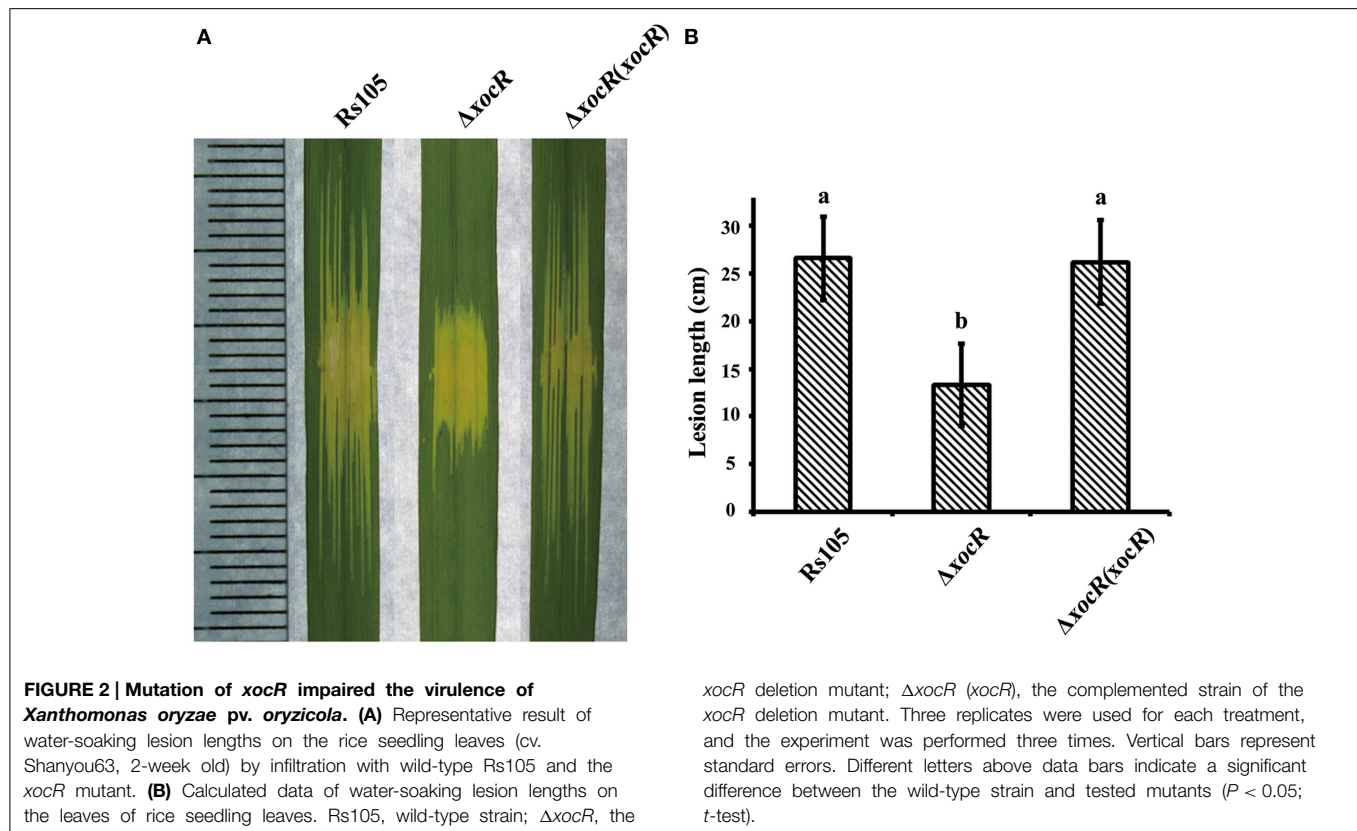 A
Rs105
ΔxocR
ΔxocR(xocR)
B
Lesion length (cm)
30
25
20
15
10
5
0
a
b
a
Rs105
ΔxocR
ΔxocR(xocR)
FIGURE 2 | Mutation of xocR impaired the virulence of
Xanthomonas oryzae pv. oryzicola. (A) Representative result of
water-soaking lesion lengths on the rice seedling leaves (cv.
Shanyou63, 2-week old) by infiltration with wild-type Rs105 and the
xocR mutant. (B) Calculated data of water-soaking lesion lengths on
the leaves of rice seedling leaves. Rs105, wild-type strain; ΔxocR, the
xocR deletion mutant; ΔxocR (xocR), the complemented strain of the
xocR deletion mutant. Three replicates were used for each treatment,
and the experiment was performed three times. Vertical bars represent
standard errors. Different letters above data bars indicate a significant
difference between the wild-type strain and tested mutants (P < 0.05;
t-test).